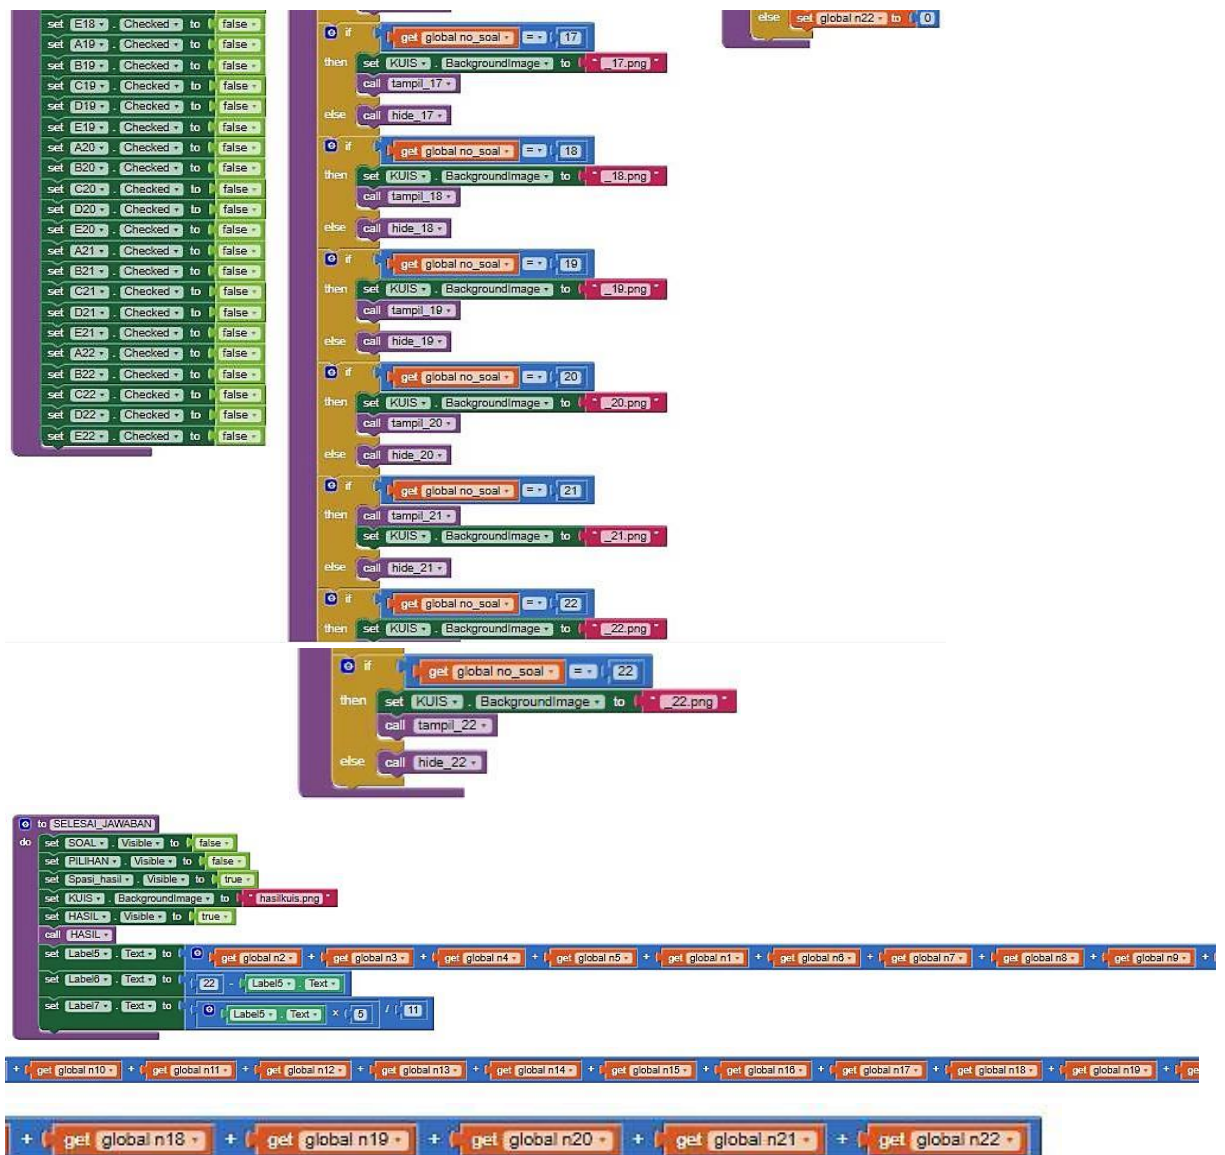 set E18 . Checked to false
set A19 . Checked to false
set B19 . Checked to false
set C19 . Checked to false
set D19 . Checked to false
set E19 . Checked to false
set A20 . Checked to false
set B20 . Checked to false
set C20 . Checked to false
set D20 . Checked to false
set E20 . Checked to false
set A21 . Checked to false
set B21 . Checked to false
set C21 . Checked to false
set D21 . Checked to false
set E21 . Checked to false
set A22 . Checked to false
set B22 . Checked to false
set C22 . Checked to false
set D22 . Checked to false
set E22 . Checked to false
if get global no_soal = 17
then set KUIS . BackgroundImage to " _17.png "
call tampil_17
else call hide_17
if get global no_soal = 18
then set KUIS . BackgroundImage to " _18.png "
call tampil_18
else call hide_18
if get global no_soal = 19
then set KUIS . BackgroundImage to " _19.png "
call tampil_19
else call hide_19
if get global no_soal = 20
then set KUIS . BackgroundImage to " _20.png "
call tampil_20
else call hide_20
if get global no_soal = 21
then call tampil_21
set KUIS . BackgroundImage to " _21.png "
else call hide_21
if get global no_soal = 22
then set KUIS . BackgroundImage to " _22.png "
else set global n22 to 0
if get global no_soal = 22
then set KUIS . BackgroundImage to " _22.png "
call tampil_22
else call hide_22
to SELESAI_JAWABAN
do set SOAL . Visible to false
set PILIHAN . Visible to false
set Spasi_hasil . Visible to true
set KUIS . BackgroundImage to " hasilkuis.png "
set HASIL . Visible to true
call HASIL
set Label5 . Text to get global n2 + get global n3 + get global n4 + get global n5 + get global n1 + get global n6 + get global n7 + get global n8 + get global n9 +
set Label6 . Text to 22 - Label5 . Text
set Label7 . Text to Label5 . Text × 5 / 11
+ get global n10 + get global n11 + get global n12 + get global n13 + get global n14 + get global n15 + get global n16 + get global n17 + get global n18 + get global n19 + ge
+ get global n18 + get global n19 + get global n20 + get global n21 + get global n22